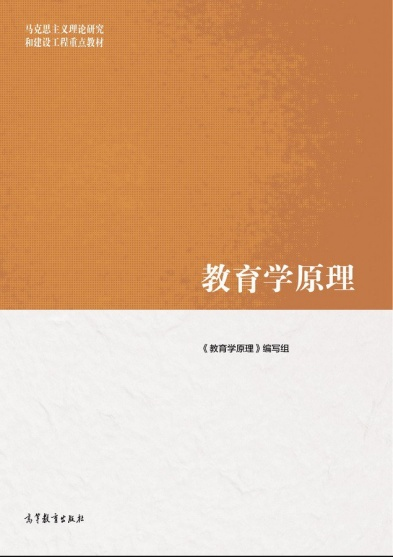 马克思主义理论研究
和建设工程重点教材
教育学原理
《教育学原理》编写组
高等教育出版社